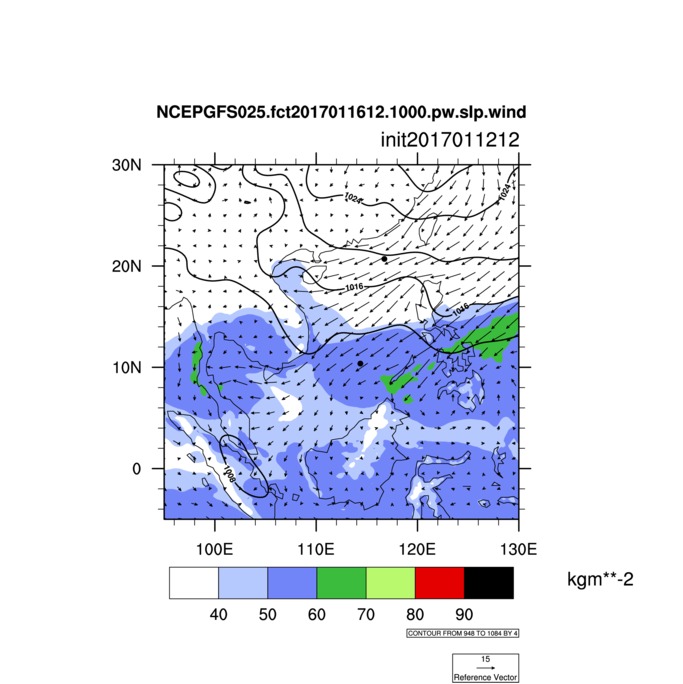 NCEPGFS025.fct2017011612.1000.pw.slp.wind
init2017011212
30N
20N
10N
0
1024
1024
1016
1016
1008
100E 110E 120E 130E
kgm**-2
40 50 60 70 80 90
CONTOUR FROM 948 TO 1084 BY 4
15
Reference Vector